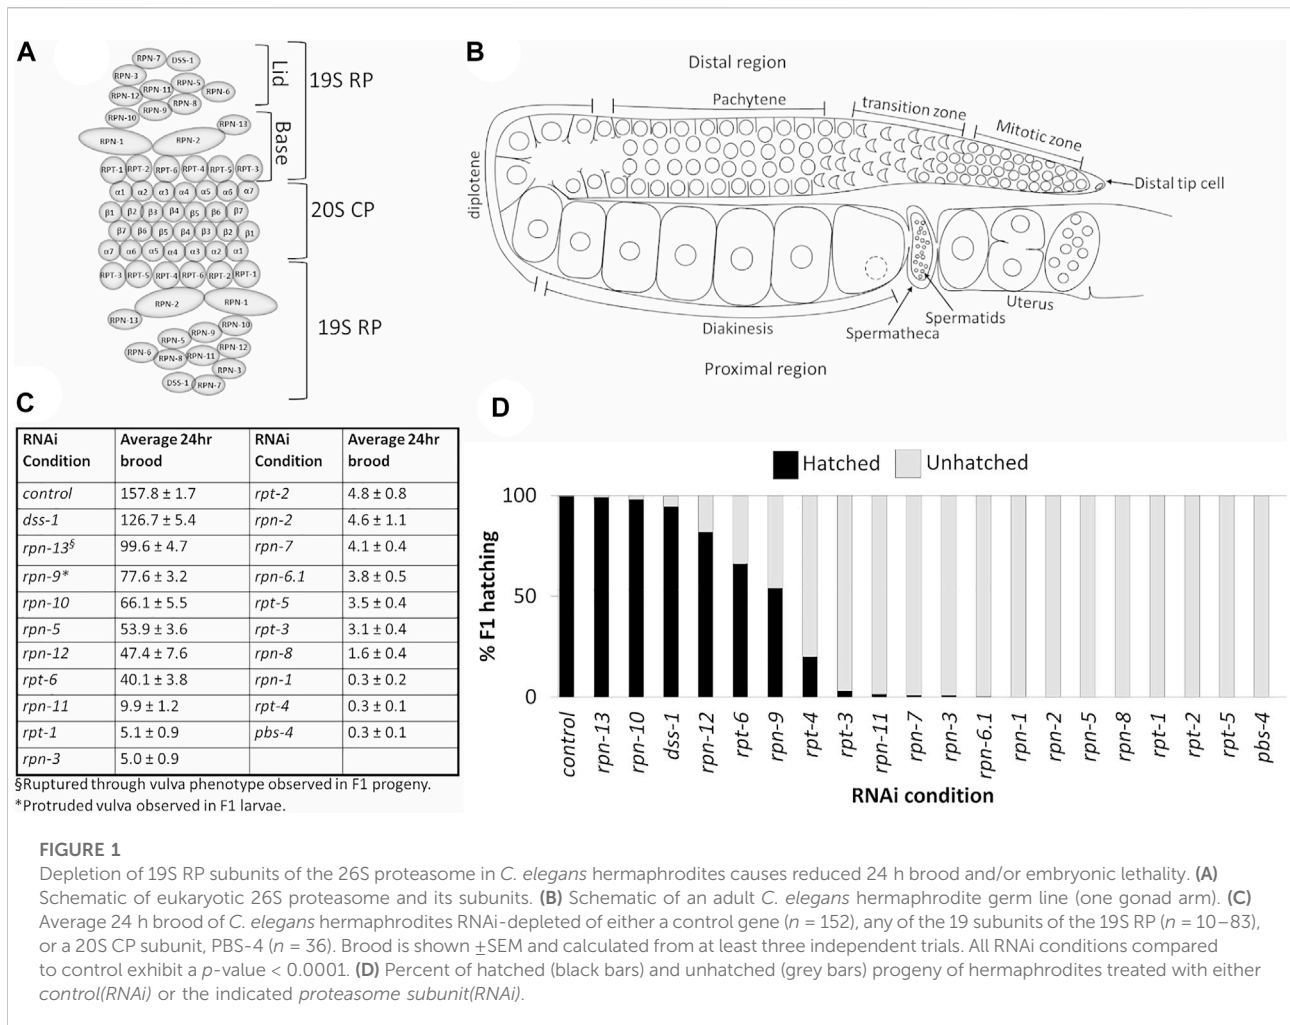 A
RPN-7 DSS-1
RPN-3 RPN-5
RPN-12 RPN-11 RPN-6
RPN-9 RPN-8
RPN-10
RPN-13
RPN-1 RPN-2
RPT-1 RPT-2 RPT-6 RPT-4 RPT-5 RPT-3
α1 α2 α3 α4 α5 α6 α7
β1 β2 β3 β4 β5 β6 β7
β7 β6 β5 β4 β3 β2 β1
α7 α6 α5 α4 α3 α2 α1
RPT-3 RPT-5 RPT-4 RPT-6 RPT-2 RPT-1
RPN-2 RPN-1
RPN-13 RPN-10
RPN-5 RPN-9
RPN-6 RPN-8 RPN-11 RPN-12
RPN-3
DSS-1 RPN-7
Lid
Base
19S RP
20S CP
19S RP
B
Distal region
Pachytene
transition zone
Mitotic zone
Distal tip cell
diplotene
Diakinesis
Spermatheca
Spermatids
Uterus
Proximal region
C
RNAi Condition Average 24hr brood RNAi Condition Average 24hr brood
control 157.8 ± 1.7 rpt-2 4.8 ± 0.8
dss-1 126.7 ± 5.4 rpn-2 4.6 ± 1.1
rpn-13§ 99.6 ± 4.7 rpn-7 4.1 ± 0.4
rpn-9* 77.6 ± 3.2 rpn-6.1 3.8 ± 0.5
rpn-10 66.1 ± 5.5 rpt-5 3.5 ± 0.4
rpn-5 53.9 ± 3.6 rpt-3 3.1 ± 0.4
rpn-12 47.4 ± 7.6 rpn-8 1.6 ± 0.4
rpt-6 40.1 ± 3.8 rpn-1 0.3 ± 0.2
rpn-11 9.9 ± 1.2 rpt-4 0.3 ± 0.1
rpt-1 5.1 ± 0.9 pbs-4 0.3 ± 0.1
rpn-3 5.0 ± 0.9
§Ruptured through vulva phenotype observed in F1 progeny.
*Protruded vulva observed in F1 larvae.
D
Hatched Unhatched
% F1 hatching
100
50
0
control rpn-13 rpn-10 dss-1 rpn-12 rpt-6 rpn-9 rpt-4 rpt-3 rpn-11 rpn-7 rpn-3 rpn-6.1 rpn-1 rpn-2 rpn-5 rpn-8 rpt-1 rpt-2 rpt-5 pbs-4
RNAi condition
FIGURE 1
Depletion of 19S RP subunits of the 26S proteasome in C. elegans hermaphrodites causes reduced 24 h brood and/or embryonic lethality. (A)
Schematic of eukaryotic 26S proteasome and its subunits. (B) Schematic of an adult C. elegans hermaphrodite germ line (one gonad arm). (C)
Average 24 h brood of C. elegans hermaphrodites RNAi-depleted of either a control gene (n = 152), any of the 19 subunits of the 19S RP (n = 10–83),
or a 20S CP subunit, PBS-4 (n = 36). Brood is shown ±SEM and calculated from at least three independent trials. All RNAi conditions compared
to control exhibit a p-value < 0.0001. (D) Percent of hatched (black bars) and unhatched (grey bars) progeny of hermaphrodites treated with either
control(RNAi) or the indicated proteasome subunit(RNAi).